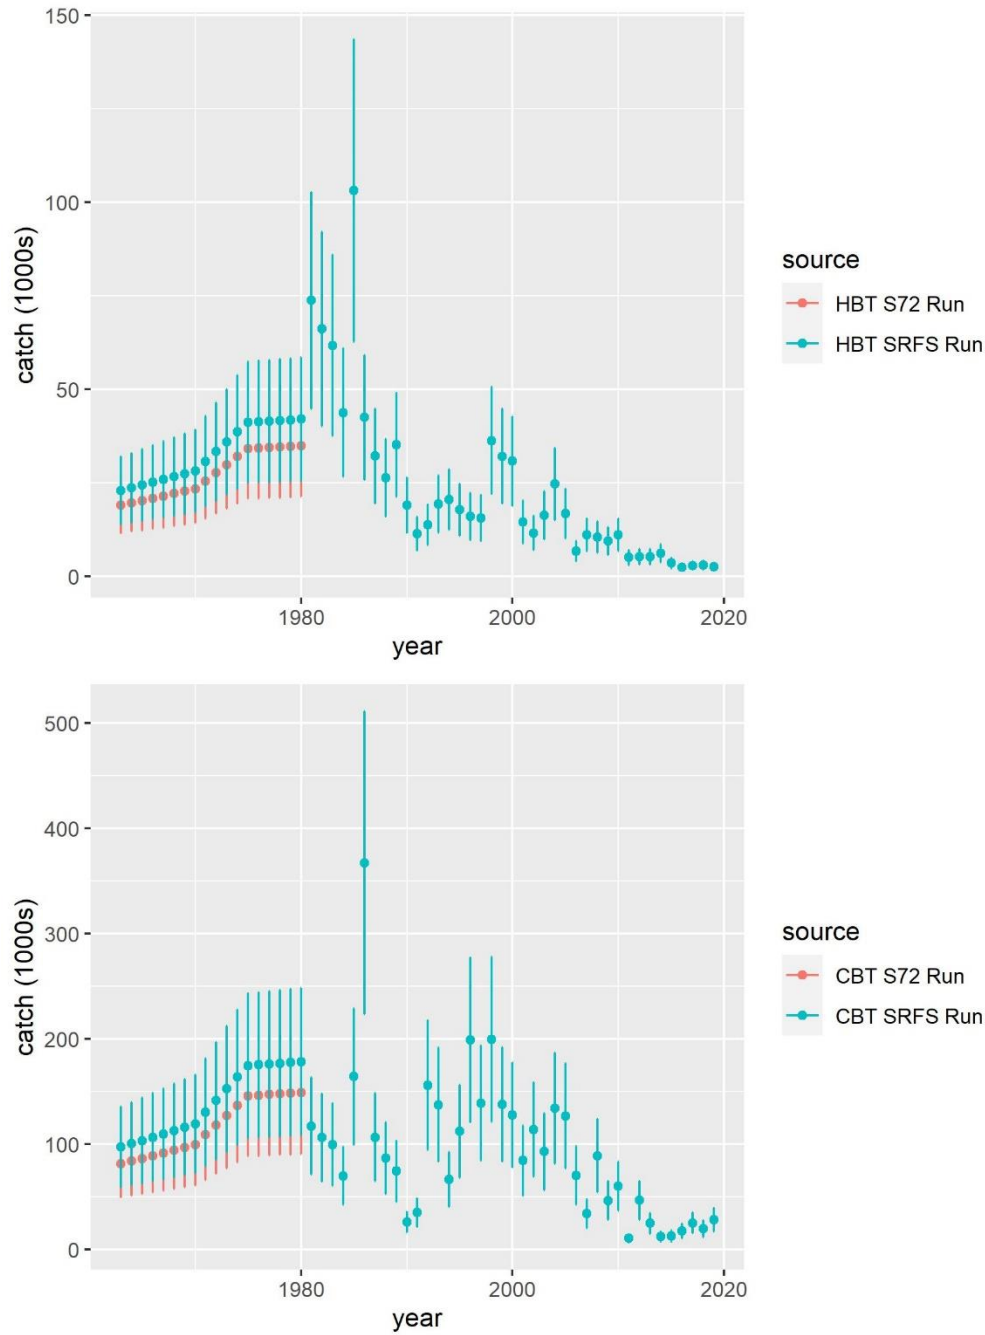 150
100
50
0
catch (1000s)
1980
2000
2020
year
source
HBT S72 Run
HBT SRFS Run
500
400
300
200
100
0
catch (1000s)
1980
2000
2020
year
source
CBT S72 Run
CBT SRFS Run